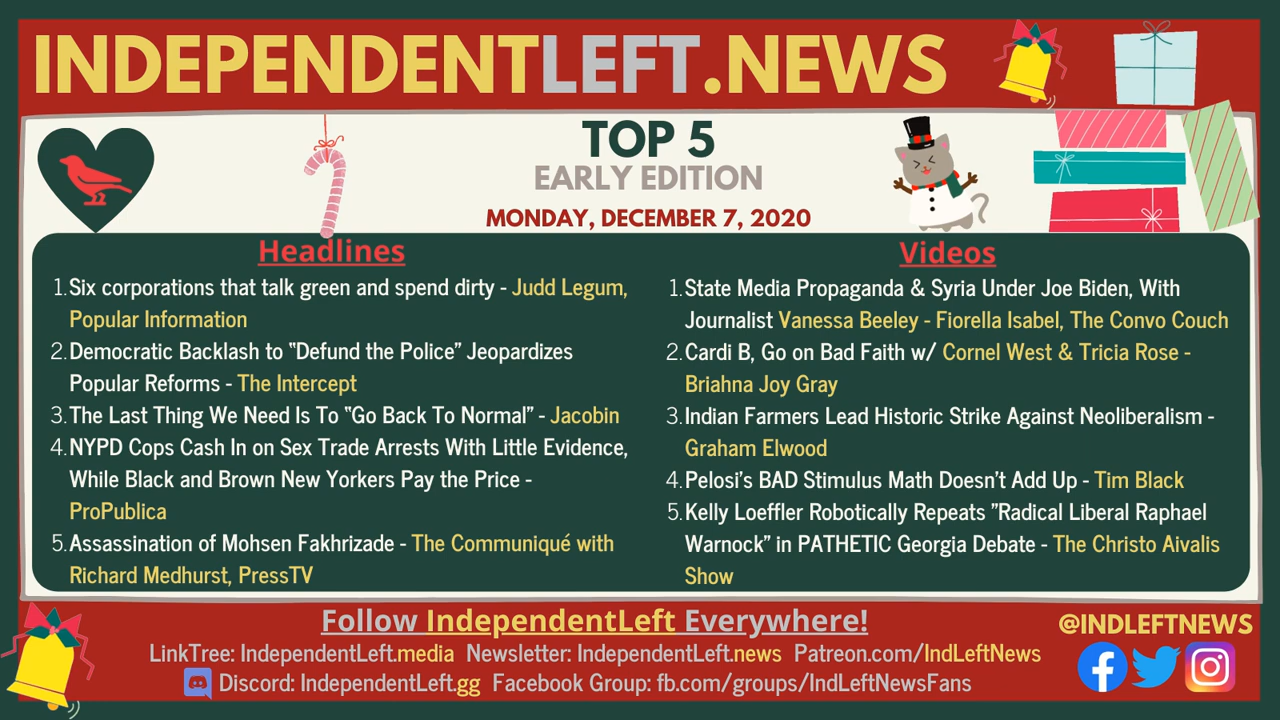 INDEPENDENTLEFT.NEWS
TOP 5
EARLY EDITION
MONDAY, DECEMBER 7, 2020
Headlines
1. Six corporations that talk green and spend dirty - Judd Legum,
Popular Information
2. Democratic Backlash to “Defund the Police” Jeopardizes
Popular Reforms - The Intercept
3. The Last Thing We Need Is To “Go Back To Normal” - Jacobin
4. NYPD Cops Cash In on Sex Trade Arrests With Little Evidence,
While Black and Brown New Yorkers Pay the Price -
ProPublica
5. Assassination of Mohsen Fakhrizade - The Communiqué with
Richard Medhurst, PressTV
Videos
1. State Media Propaganda & Syria Under Joe Biden, With
Journalist Vanessa Beeley - Fiorella Isabel, The Convo Couch
2. Cardi B, Go on Bad Faith w/ Cornel West & Tricia Rose -
Briahna Joy Gray
3. Indian Farmers Lead Historic Strike Against Neoliberalism -
Graham Elwood
4. Pelosi's BAD Stimulus Math Doesn't Add Up - Tim Black
5. Kelly Loeffler Robotically Repeats "Radical Liberal Raphael
Warnock" in PATHETIC Georgia Debate - The Christo Aivalis
Show
Follow IndependentLeft Everywhere!
LinkTree: IndependentLeft.media Newsletter: IndependentLeft.news Patreon.com/IndLeftNews
Discord: IndependentLeft.gg Facebook Group: fb.com/groups/IndLeftNewsFans
@INDLEFTNEWS